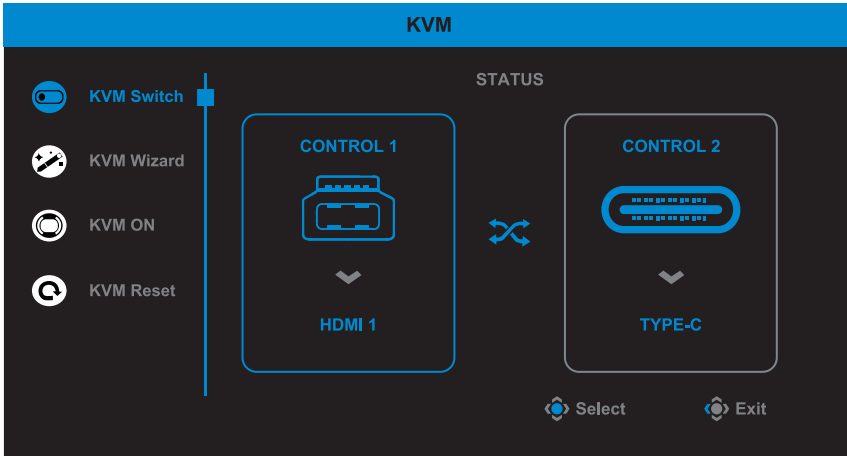 KVM
KVM Switch
KVM Wizard
KVM ON
KVM Reset
STATUS
CONTROL 1
HDMI 1
CONTROL 2
TYPE-C
Select
Exit